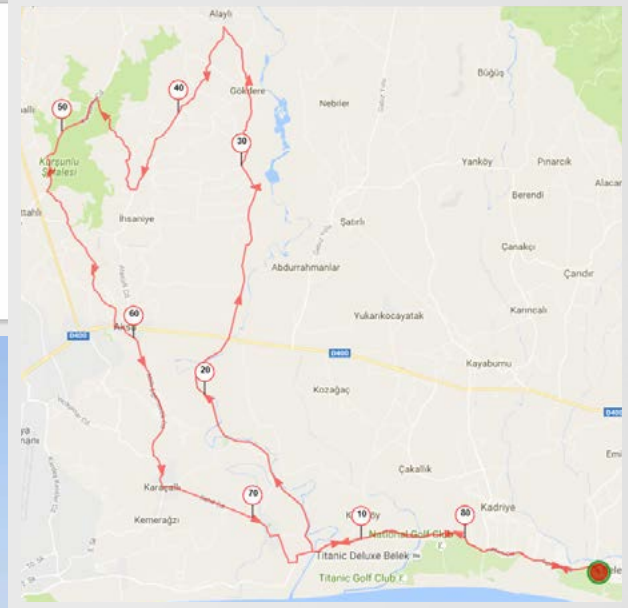 Alaylı
Büğüş
40
Gökdere
Nebiler
50
30
Yanköy
Pınarcık
Kurşunlu
Şelalesi
Berendi
İhsaniye
Şatırlı
Çanakçı
Abdurrahmanlar
Çandır
60
Yukarıkocayatak
Karıncalı
Aksu
D400
D400
Kayaburnu
20
Kozağaç
D400
Çakallık
Karaçallı
70
Kadriye
Kemerağzı
10
80
National Golf Club
Titanic Deluxe Belek
Titanic Golf Club